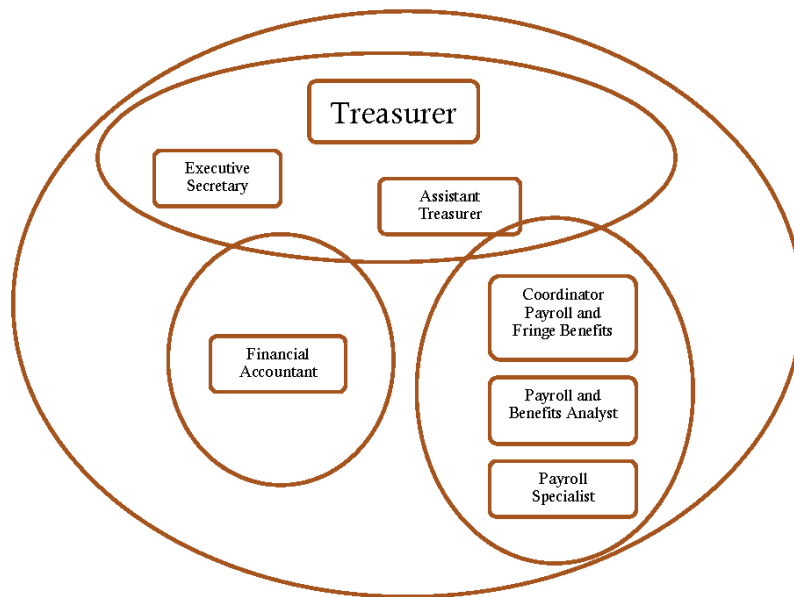 Treasurer
Executive
Secretary
Assistant
Treasurer
Coordinator
Payroll and
Fringe Benefits
Financial
Accountant
Payroll and
Benefits Analyst
Payroll
Specialist